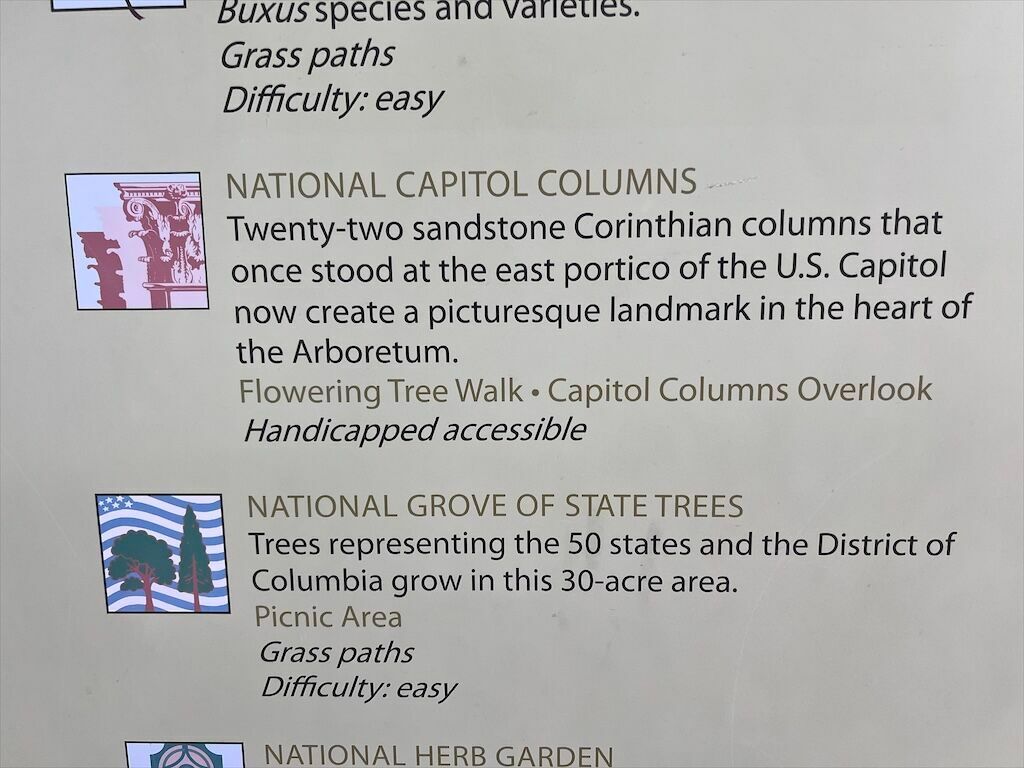 Buxus species and varieties.
Grass paths
Difficulty: easy
NATIONAL CAPITOL COLUMNS
Twenty-two sandstone Corinthian columns that
once stood at the east portico of the U.S. Capitol
now create a picturesque landmark in the heart of
the Arboretum.
Flowering Tree Walk • Capitol Columns Overlook
Handicapped accessible
NATIONAL GROVE OF STATE TREES
Trees representing the 50 states and the District of
Columbia grow in this 30-acre area.
Picnic Area
Grass paths
Difficulty: easy
NATIONAL HERB GARDEN